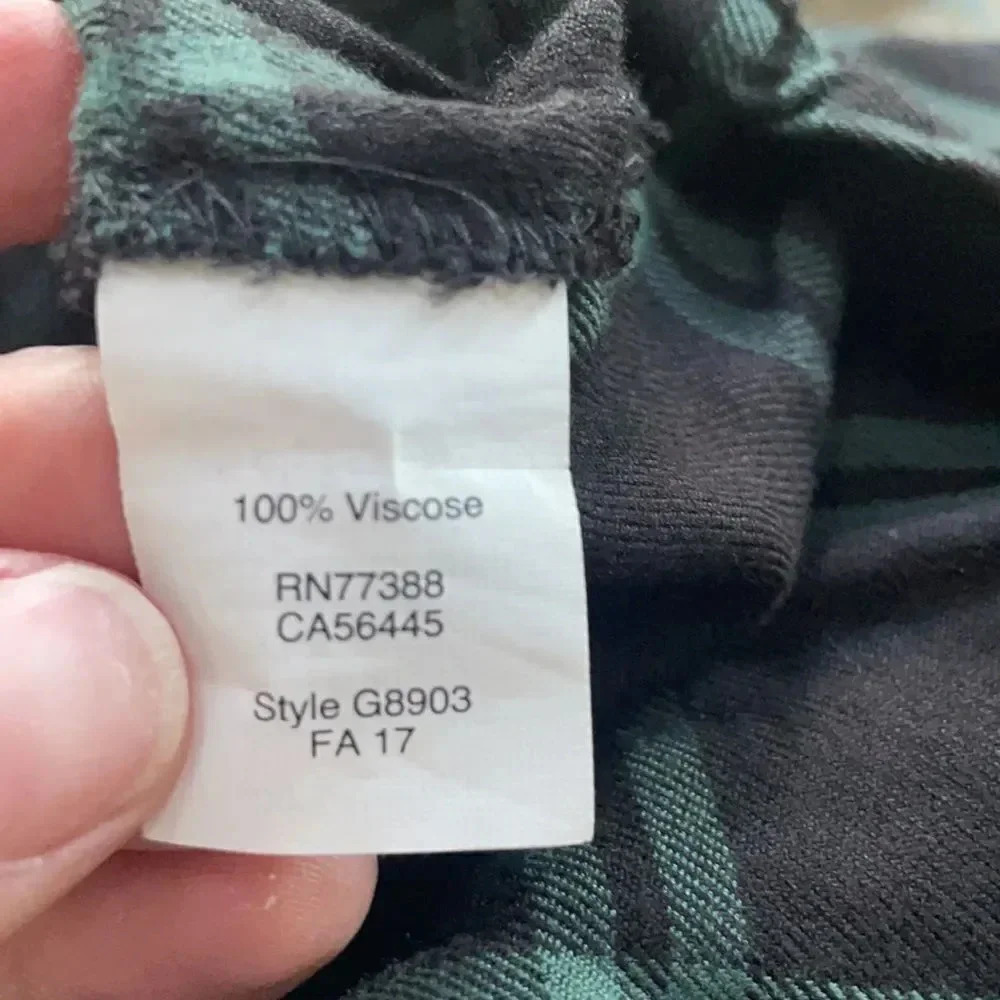 100% Viscose
RN77388
CA56445
Style G8903
FA 17